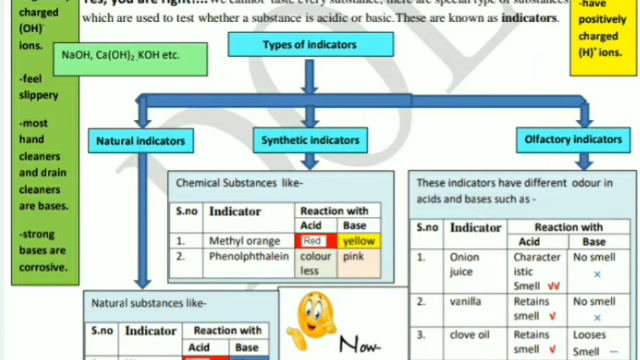 charged
(OH)⁻
ions.
-feel
slippery
-most
hand
cleaners
and drain
cleaners
are bases.
-strong
bases are
corrosive.
Yes, you are right!... We cannot taste every substance, there are special type of substances
which are used to test whether a substance is acidic or basic.These are known as indicators.
-have
positively
charged
(H)⁺ ions.
NaOH, Ca(OH)₂ KOH etc.
Types of indicators
Natural indicators
Synthetic indicators
Olfactory indicators
Chemical Substances like-
S.no Indicator Reaction with
Acid Base
1. Methyl orange Red yellow
2. Phenolphthalein colour pink
less
These indicators have different odour in
acids and bases such as -
S.no Indicator Reaction with
Acid Base
1. Onion Character No smell
juice istic ×
Smell √√
2. vanilla Retains No smell
smell √ ×
3. clove oil Retains Looses
smell √ Smell –
Natural substances like-
S.no Indicator Reaction with
Acid Base
Now-